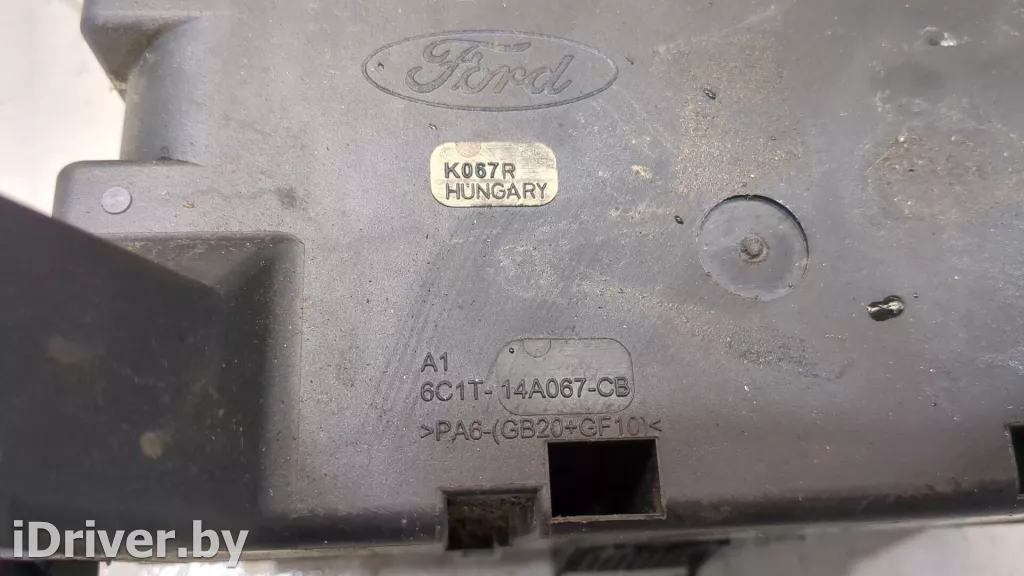 Ford
K067R
HUNGARY
A1
6C1T-14A067-CB
>PA6-(GB20+GF10)<
iDriver.by